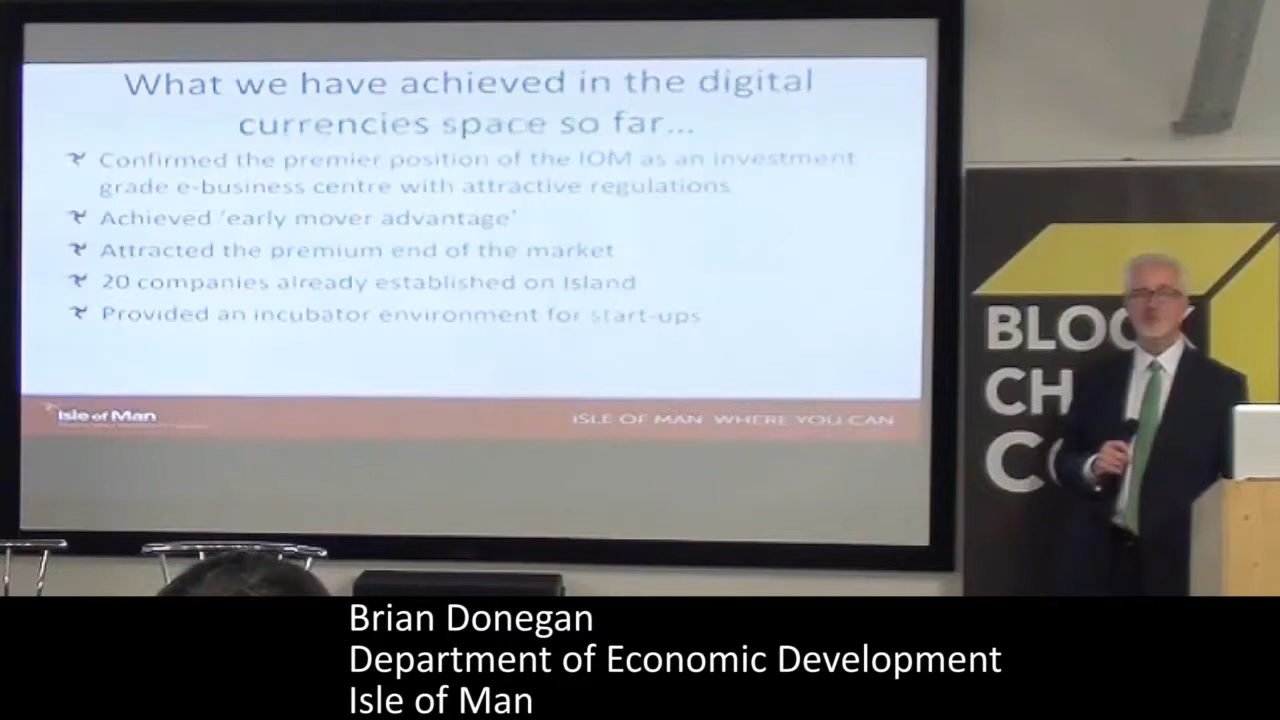 What we have achieved in the digital
currencies space so far...
Confirmed the premier position of the IOM as an investment
grade e-business centre with attractive regulations
Achieved 'early mover advantage'
Attracted the premium end of the market
20 companies already established on Island
Provided an incubator environment for start-ups
Isle of Man
ISLE OF MAN WHERE YOU CAN
BLOCK
CH
C
Brian Donegan
Department of Economic Development
Isle of Man